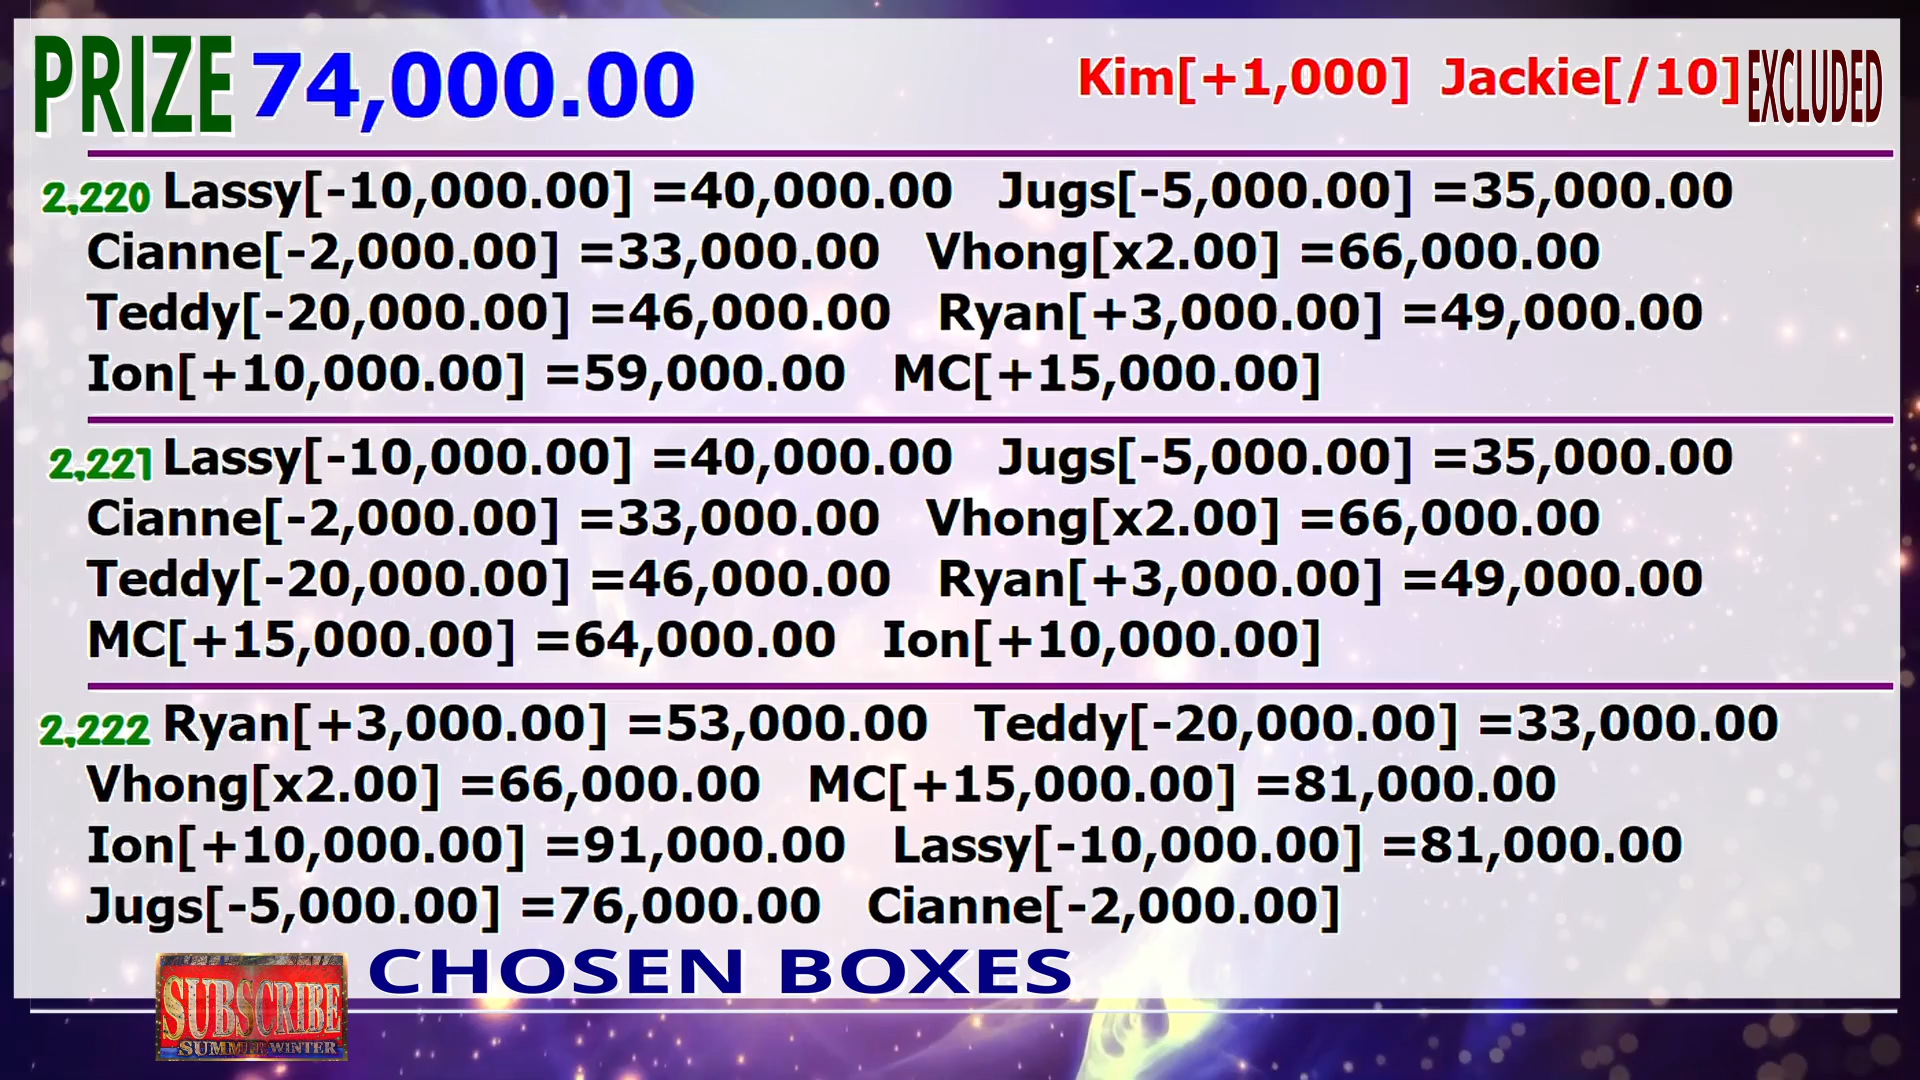 PRIZE 74,000.00 Kim[+1,000] Jackie[/10] EXCLUDED
2,220 Lassy[-10,000.00] =40,000.00 Jugs[-5,000.00] =35,000.00
Cianne[-2,000.00] =33,000.00 Vhong[x2.00] =66,000.00
Teddy[-20,000.00] =46,000.00 Ryan[+3,000.00] =49,000.00
Ion[+10,000.00] =59,000.00 MC[+15,000.00]
2,221 Lassy[-10,000.00] =40,000.00 Jugs[-5,000.00] =35,000.00
Cianne[-2,000.00] =33,000.00 Vhong[x2.00] =66,000.00
Teddy[-20,000.00] =46,000.00 Ryan[+3,000.00] =49,000.00
MC[+15,000.00] =64,000.00 Ion[+10,000.00]
2,222 Ryan[+3,000.00] =53,000.00 Teddy[-20,000.00] =33,000.00
Vhong[x2.00] =66,000.00 MC[+15,000.00] =81,000.00
Ion[+10,000.00] =91,000.00 Lassy[-10,000.00] =81,000.00
Jugs[-5,000.00] =76,000.00 Cianne[-2,000.00]
CHOSEN BOXES
SUBSCRIBE
SUMMER WINTER